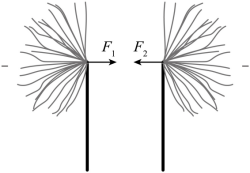 – F₁ F₂ –